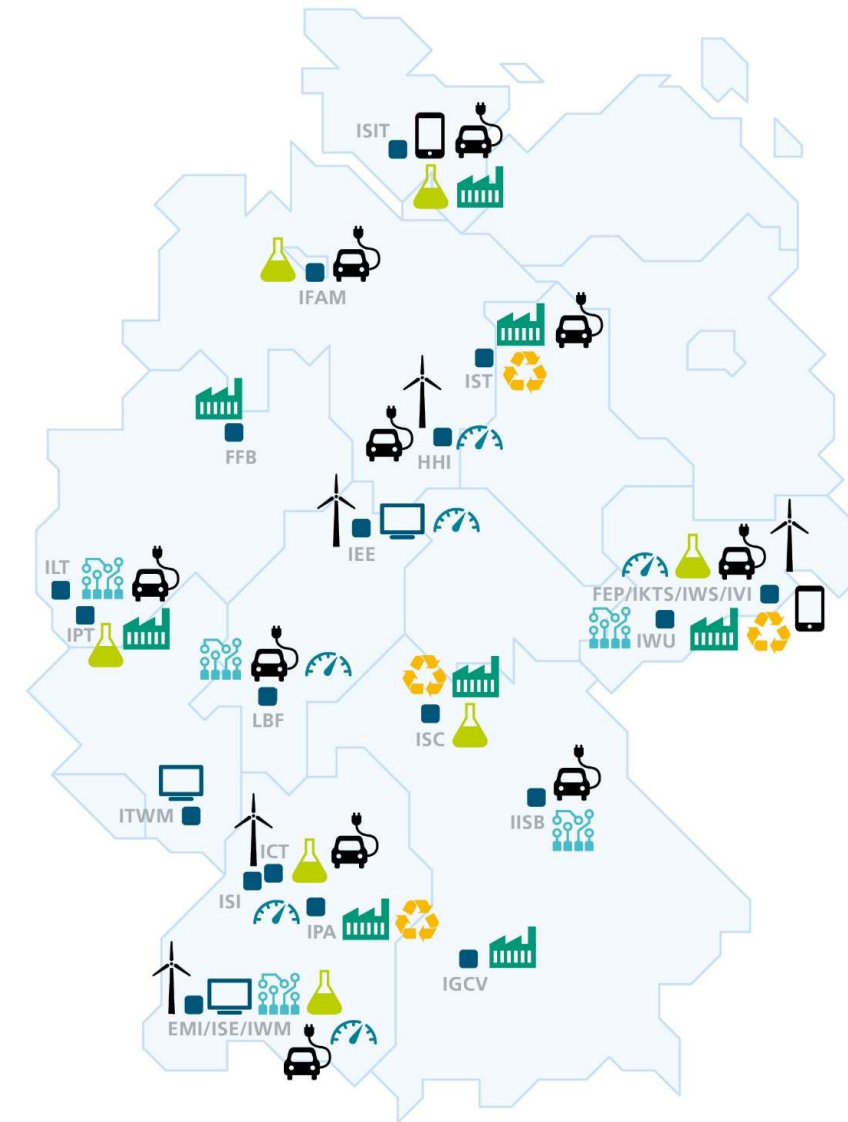 ISIT
IFAM
IST
FFB
HHI
IEE
ILT
FEP/IKTS/IWS/IVI
IPT
IWU
LBF
ISC
ITWM
IISB
ICT
ISI
IPA
IGCV
EMI/ISE/IWM